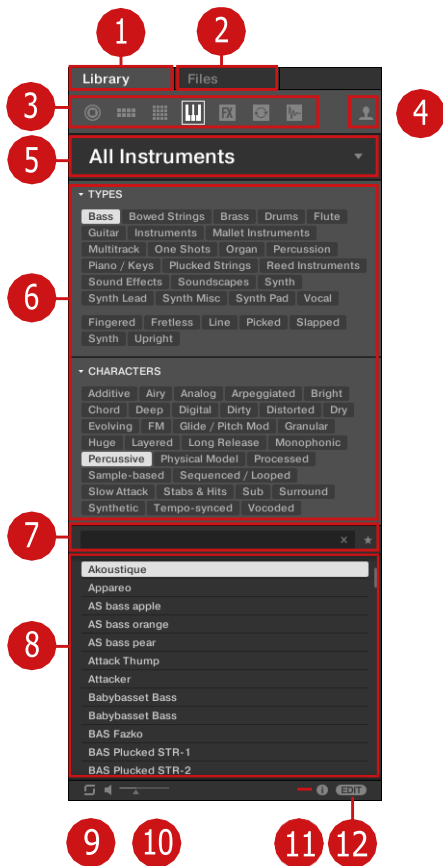 1
2
Library Files
3
FX
4
5
All Instruments
TYPES
Bass Bowed Strings Brass Drums Flute
Guitar Instruments Mallet Instruments
Multitrack One Shots Organ Percussion
Piano / Keys Plucked Strings Reed Instruments
Sound Effects Soundscapes Synth
6
Synth Lead Synth Misc Synth Pad Vocal
Fingered Fretless Line Picked Slapped
Synth Upright
CHARACTERS
Additive Airy Analog Arpeggiated Bright
Chord Deep Digital Dirty Distorted Dry
Evolving FM Glide / Pitch Mod Granular
Huge Layered Long Release Monophonic
Percussive Physical Model Processed
Sample-based Sequenced / Looped
Slow Attack Stabs & Hits Sub Surround
Synthetic Tempo-synced Vocoded
7
Akoustique
Appareo
AS bass apple
AS bass orange
8
AS bass pear
Attack Thump
Attacker
Babybasset Bass
Babybasset Bass
BAS Fazko
BAS Plucked STR-1
BAS Plucked STR-2
i EDIT
9 10 11 12